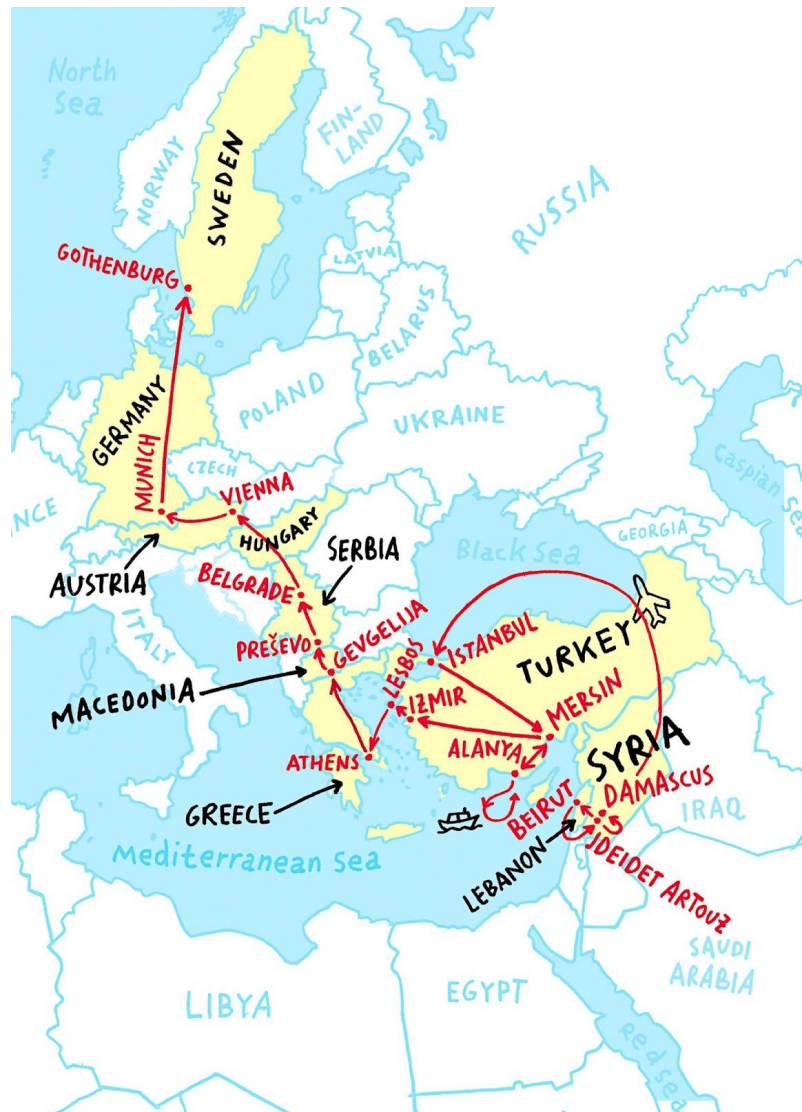 North
Sea
NORWAY
SWEDEN
FIN-
LAND
RUSSIA
GOTHENBURG
LATVIA
BELARUS
GERMANY
POLAND
UKRAINE
MUNICH
CZECH
VIENNA
NCE
HUNGARY
Caspian sea
AUSTRIA
SERBIA
Black Sea
GEORGIA
BELGRADE
ITALY
PREŠEVO
GEVGELIJA
MACEDONIA
LESBOS
ISTANBUL
TURKEY
IZMIR
MERSIN
ATHENS
ALANYA
SYRIA
GREECE
BEIRUT
DAMASCUS
IRAQ
Mediterranean Sea
LEBANON
JDEIDET ARTOUZ
SAUDI
ARABIA
LIBYA
EGYPT
Red sea